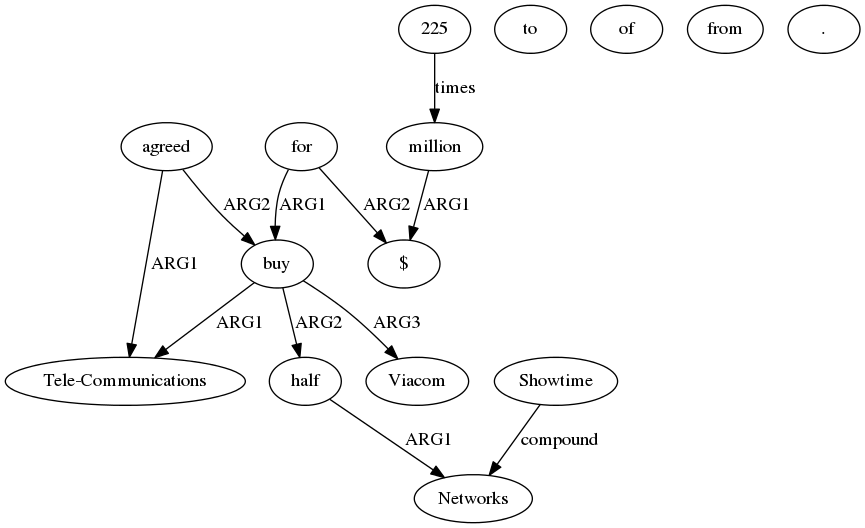 225 to of from .
times
agreed for million
ARG2 ARG1 ARG2 ARG1
ARG1 buy $
ARG1 ARG2 ARG3
Tele-Communications half Viacom Showtime
ARG1 compound
Networks